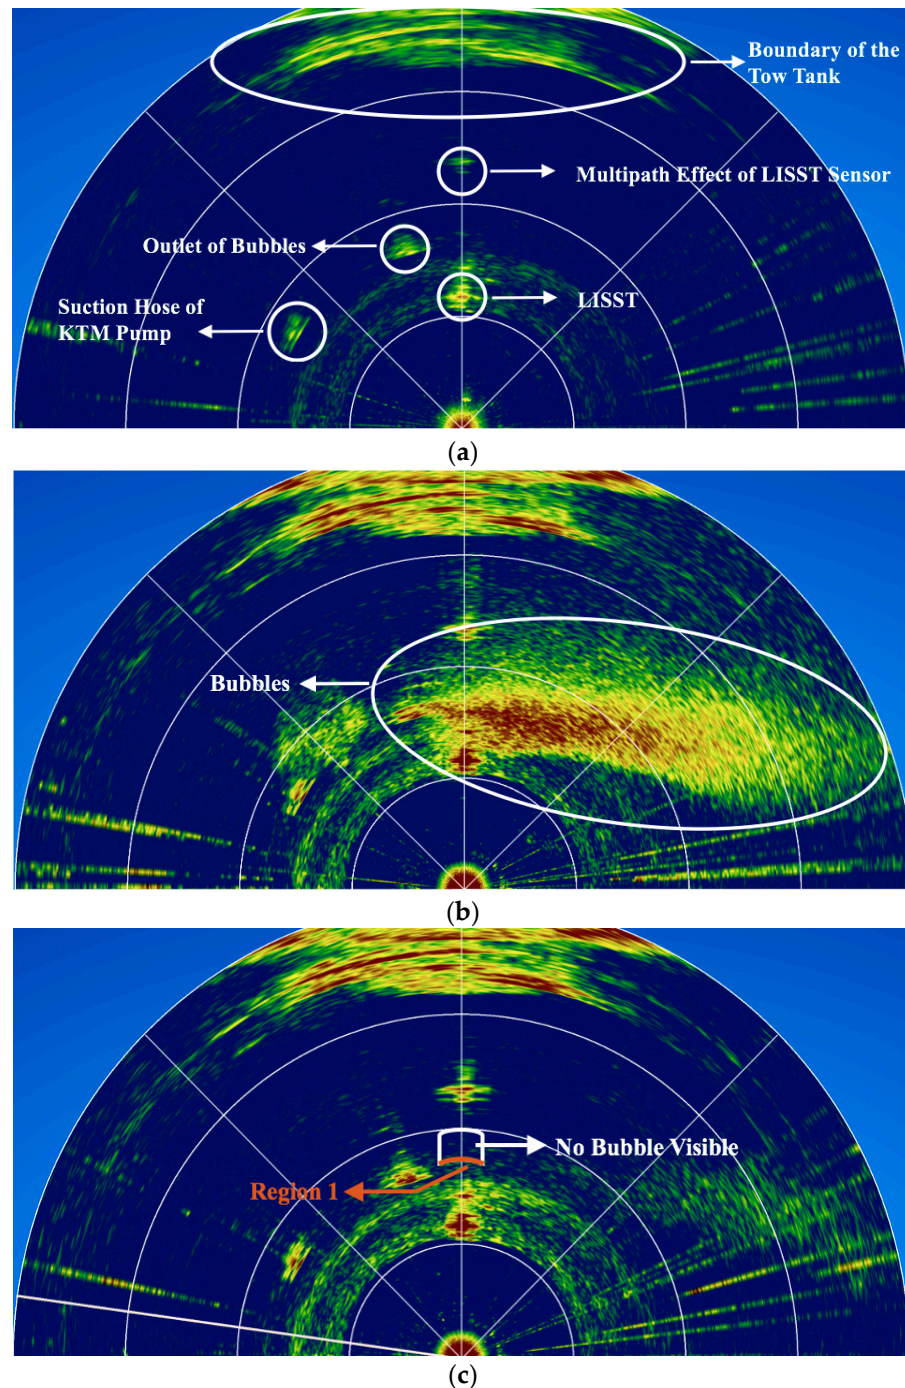 Boundary of the
Tow Tank
Multipath Effect of LISST Sensor
Outlet of Bubbles
LISST
Suction Hose of
KTM Pump
(a)
Bubbles
(b)
No Bubble Visible
Region 1
(c)